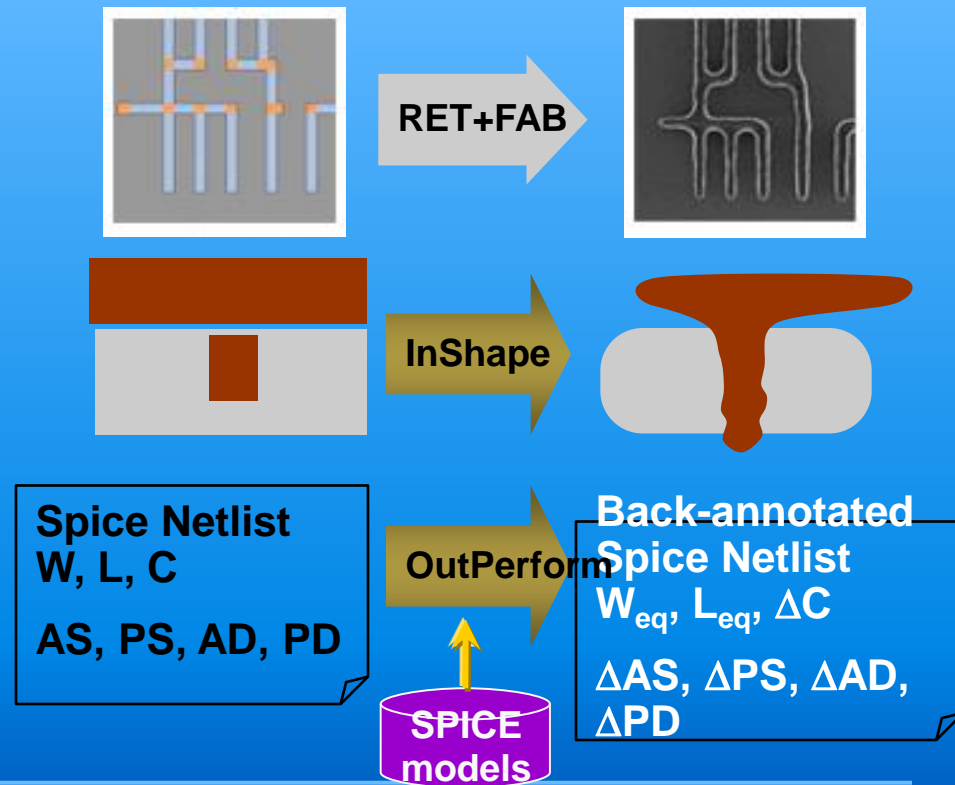 RET+FAB
InShape
Spice Netlist
W, L, C
AS, PS, AD, PD
OutPerform
Back-annotated
Spice Netlist
Weq, Leq, ΔC
ΔAS, ΔPS, ΔAD,
ΔPD
SPICE
models